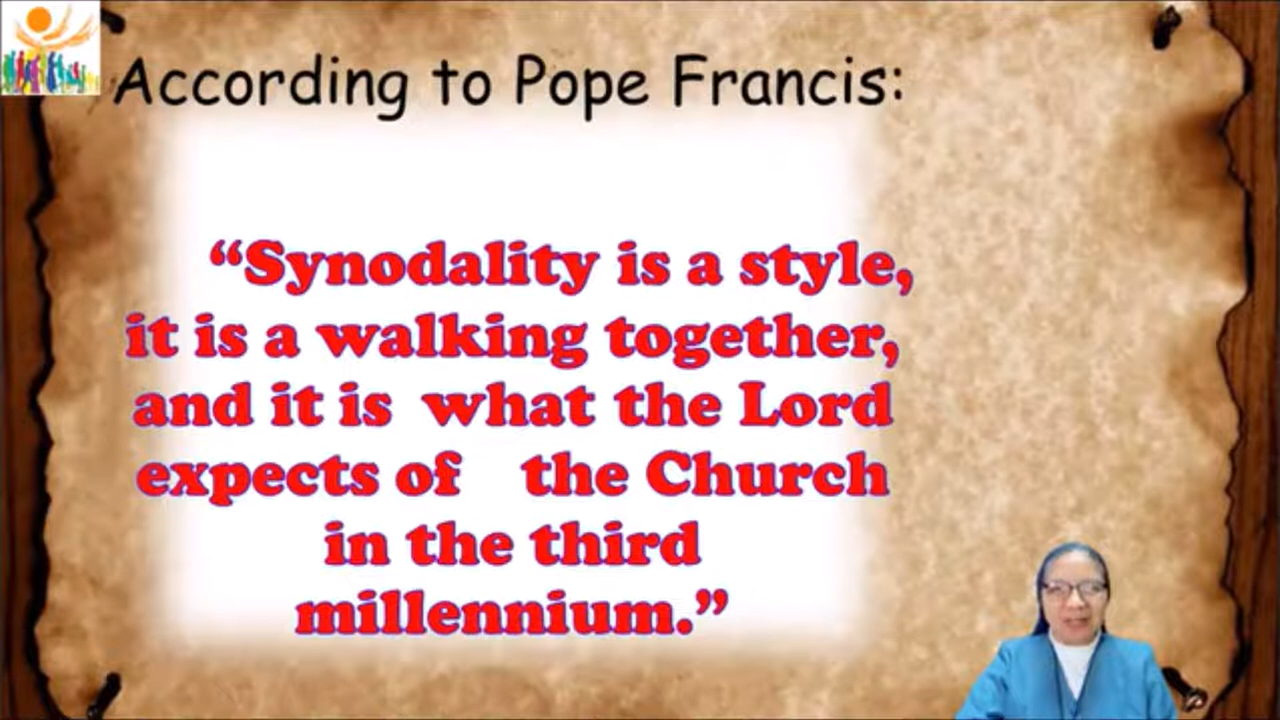 According to Pope Francis:
“Synodality is a style,
it is a walking together,
and it is what the Lord
expects of the Church
in the third
millennium.”